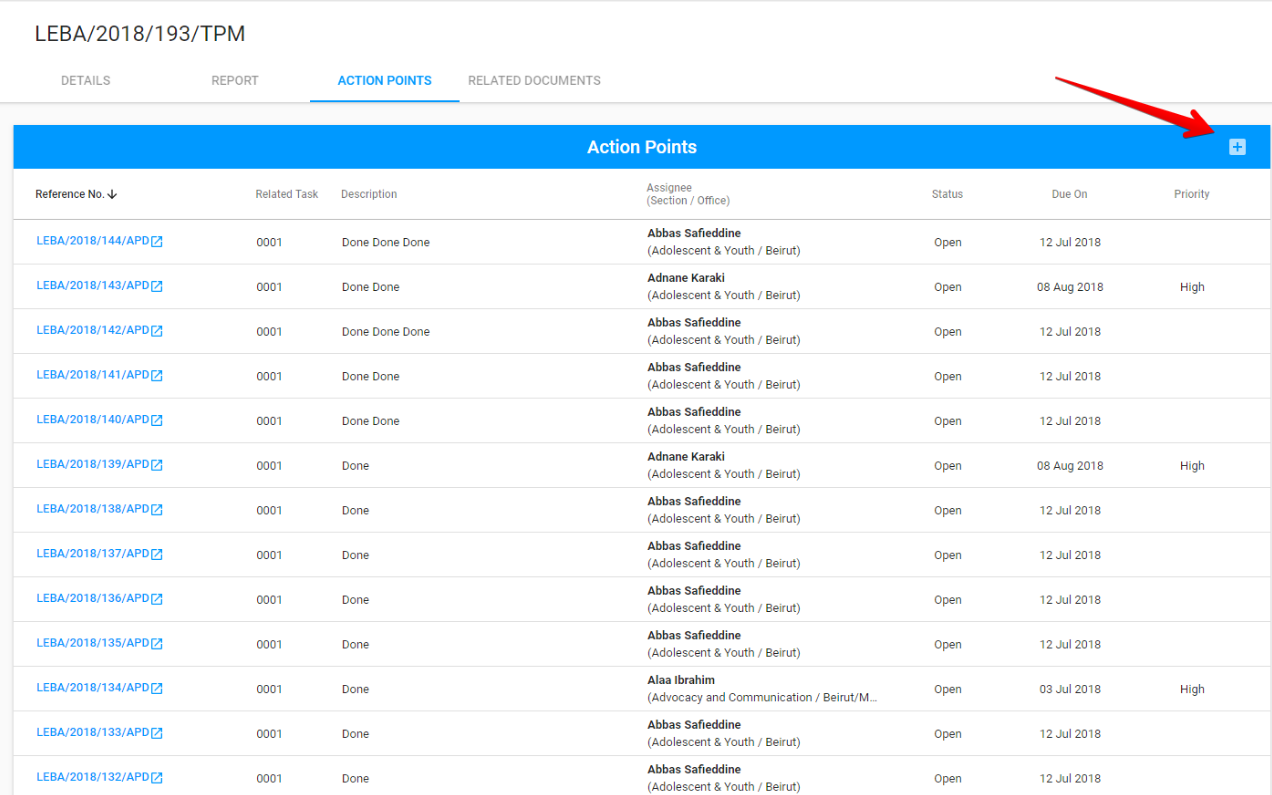 LEBA/2018/193/TPM
DETAILS REPORT ACTION POINTS RELATED DOCUMENTS
Action Points
Reference No. Related Task Description Assignee (Section / Office) Status Due On Priority
LEBA/2018/144/APD 0001 Done Done Done Abbas Safieddine (Adolescent & Youth / Beirut) Open 12 Jul 2018
LEBA/2018/143/APD 0001 Done Done Adnane Karaki (Adolescent & Youth / Beirut) Open 08 Aug 2018 High
LEBA/2018/142/APD 0001 Done Done Done Abbas Safieddine (Adolescent & Youth / Beirut) Open 12 Jul 2018
LEBA/2018/141/APD 0001 Done Done Abbas Safieddine (Adolescent & Youth / Beirut) Open 12 Jul 2018
LEBA/2018/140/APD 0001 Done Done Abbas Safieddine (Adolescent & Youth / Beirut) Open 12 Jul 2018
LEBA/2018/139/APD 0001 Done Adnane Karaki (Adolescent & Youth / Beirut) Open 08 Aug 2018 High
LEBA/2018/138/APD 0001 Done Abbas Safieddine (Adolescent & Youth / Beirut) Open 12 Jul 2018
LEBA/2018/137/APD 0001 Done Abbas Safieddine (Adolescent & Youth / Beirut) Open 12 Jul 2018
LEBA/2018/136/APD 0001 Done Abbas Safieddine (Adolescent & Youth / Beirut) Open 12 Jul 2018
LEBA/2018/135/APD 0001 Done Abbas Safieddine (Adolescent & Youth / Beirut) Open 12 Jul 2018
LEBA/2018/134/APD 0001 Done Alaa Ibrahim (Advocacy and Communication / Beirut/M... Open 03 Jul 2018 High
LEBA/2018/133/APD 0001 Done Abbas Safieddine (Adolescent & Youth / Beirut) Open 12 Jul 2018
LEBA/2018/132/APD 0001 Done Abbas Safieddine (Adolescent & Youth / Beirut) Open 12 Jul 2018